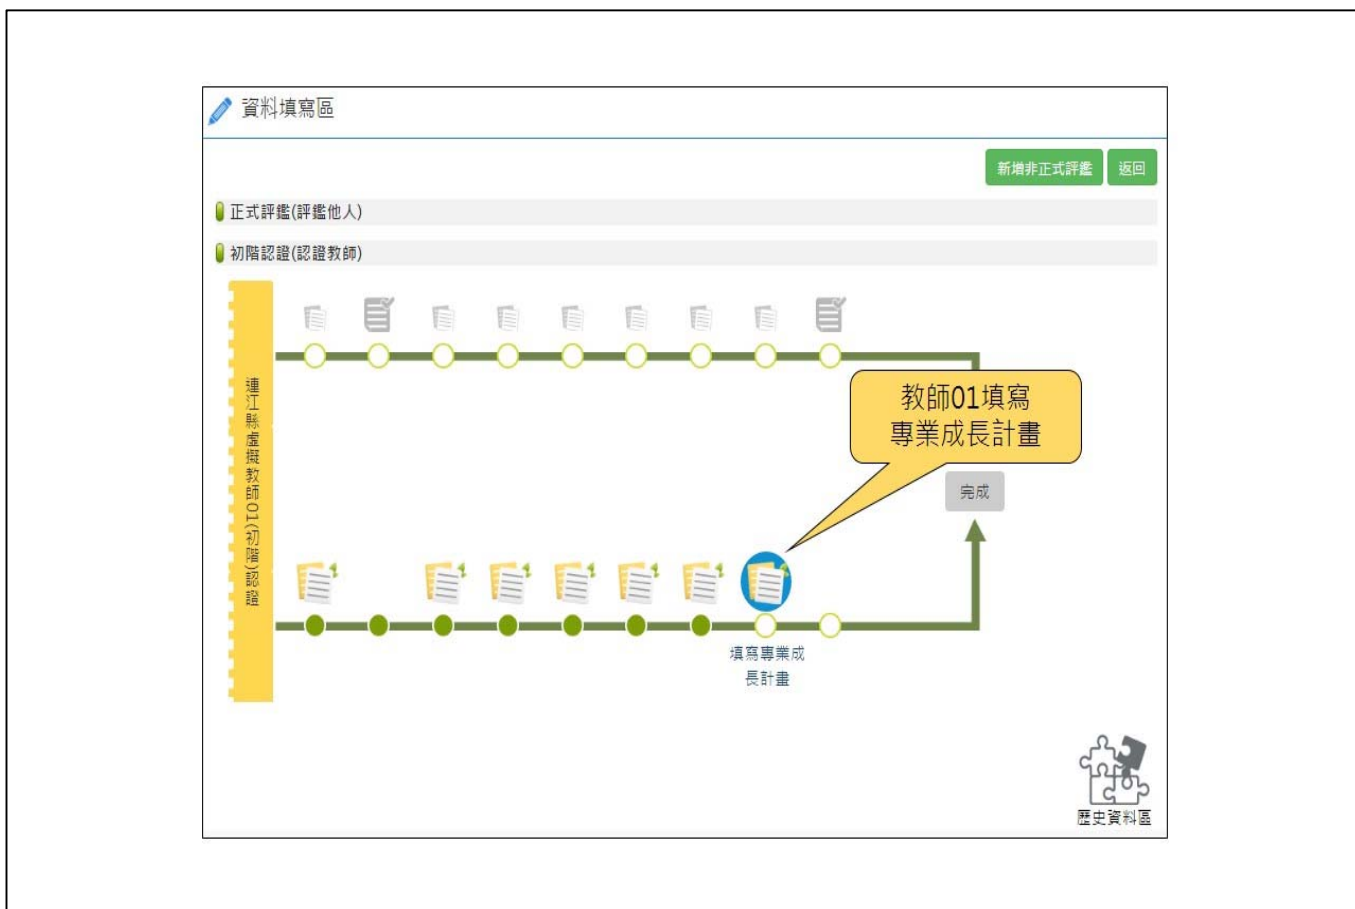 資料填寫區
新增非正式評鑑
返回
正式評鑑(評鑑他人)
初階認證(認證教師)
連江縣虛擬教師01(初階)認證
教師01填寫
專業成長計畫
完成
填寫專業成
長計畫
歷史資料區